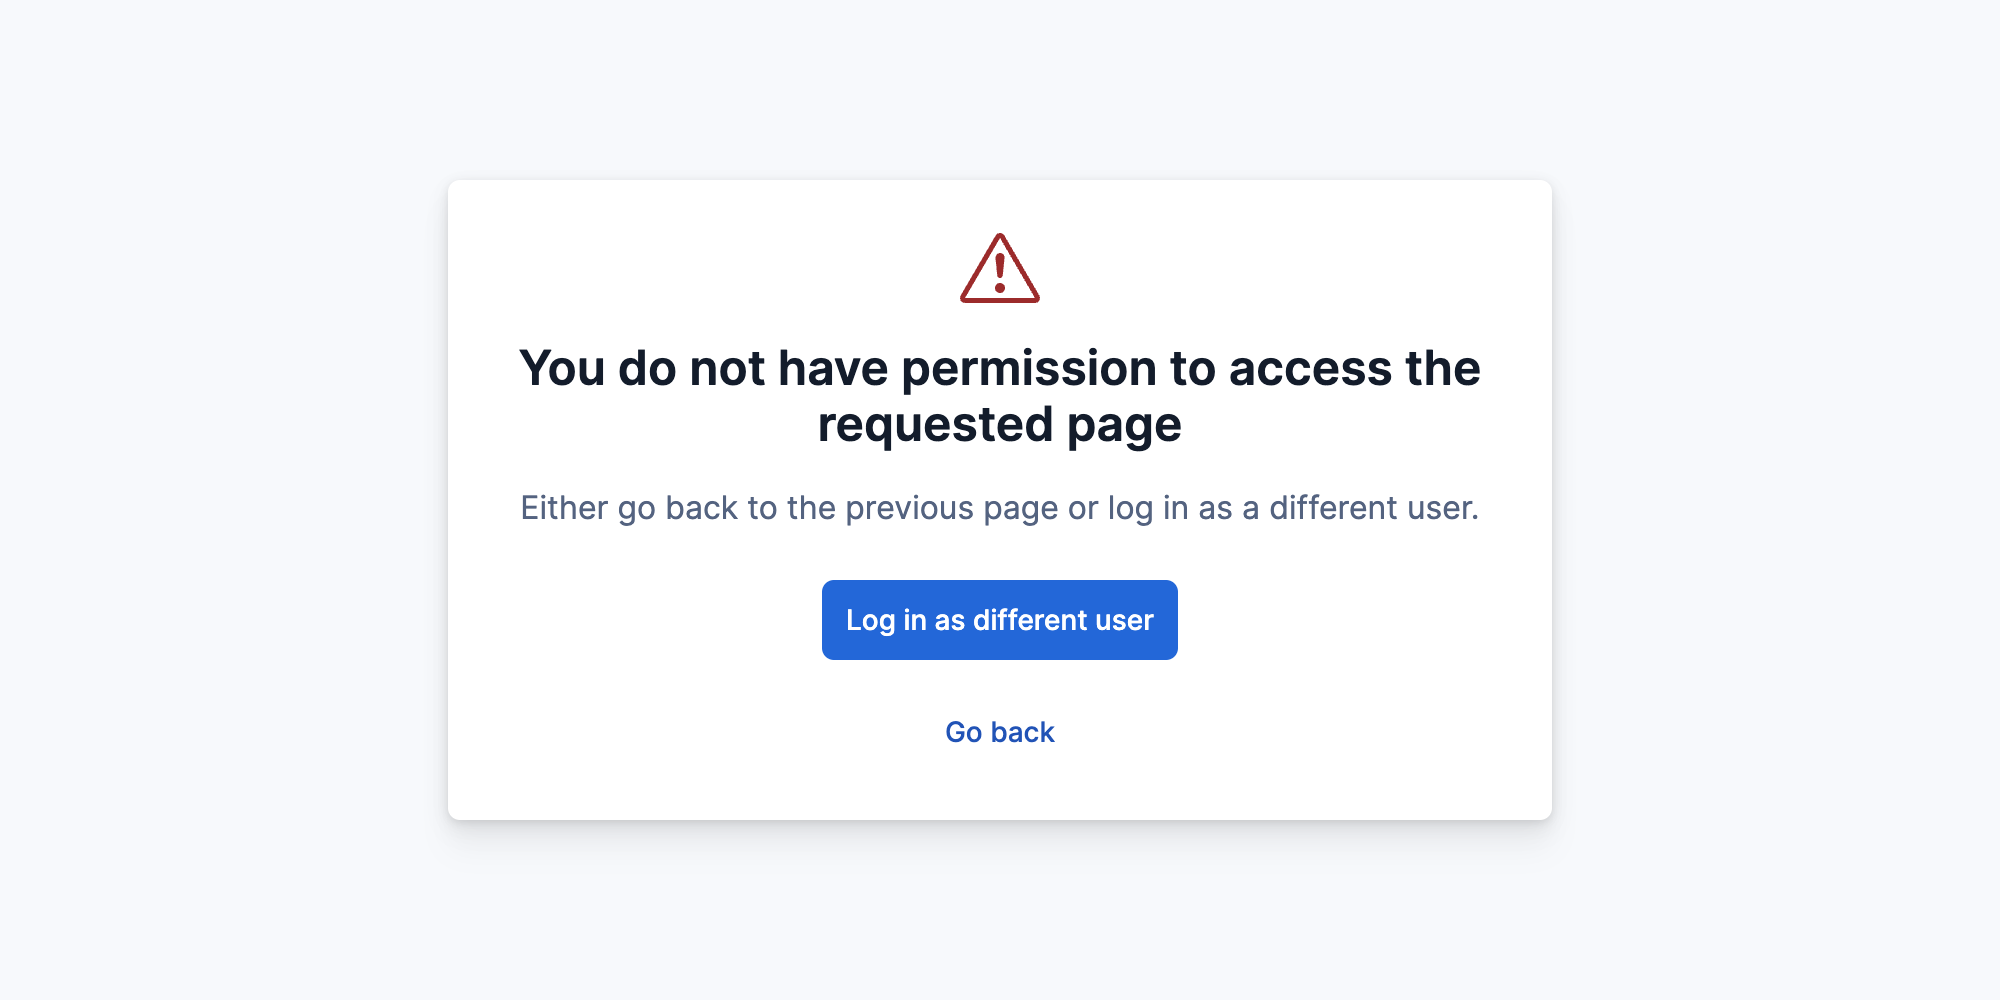 You do not have permission to access the
requested page
Either go back to the previous page or log in as a different user.
Log in as different user
Go back